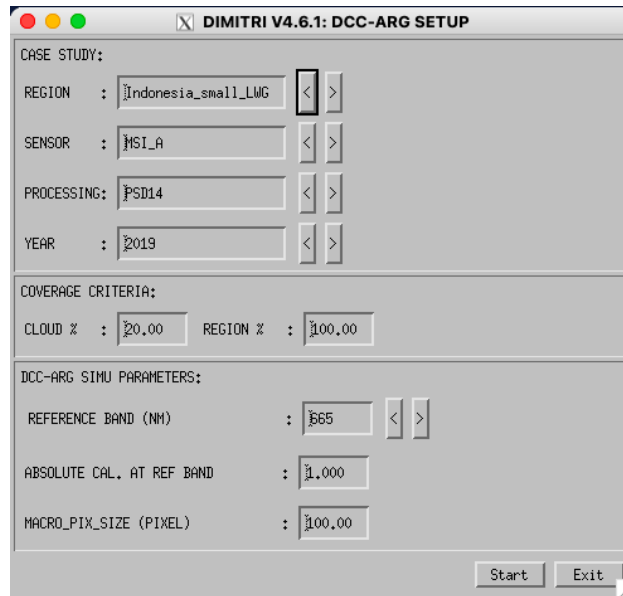 DIMITRI V4.6.1: DCC-ARG SETUP
CASE STUDY:
REGION : Indonesia_small_LWG < >
SENSOR : MSI_A < >
PROCESSING: PSD14 < >
YEAR : 2019 < >
COVERAGE CRITERIA:
CLOUD % : 20.00 REGION % : 100.00
DCC-ARG SIMU PARAMETERS:
REFERENCE BAND (NM) : 665 < >
ABSOLUTE CAL. AT REF BAND : 1.000
MACRO_PIX_SIZE (PIXEL) : 100.00
Start Exit